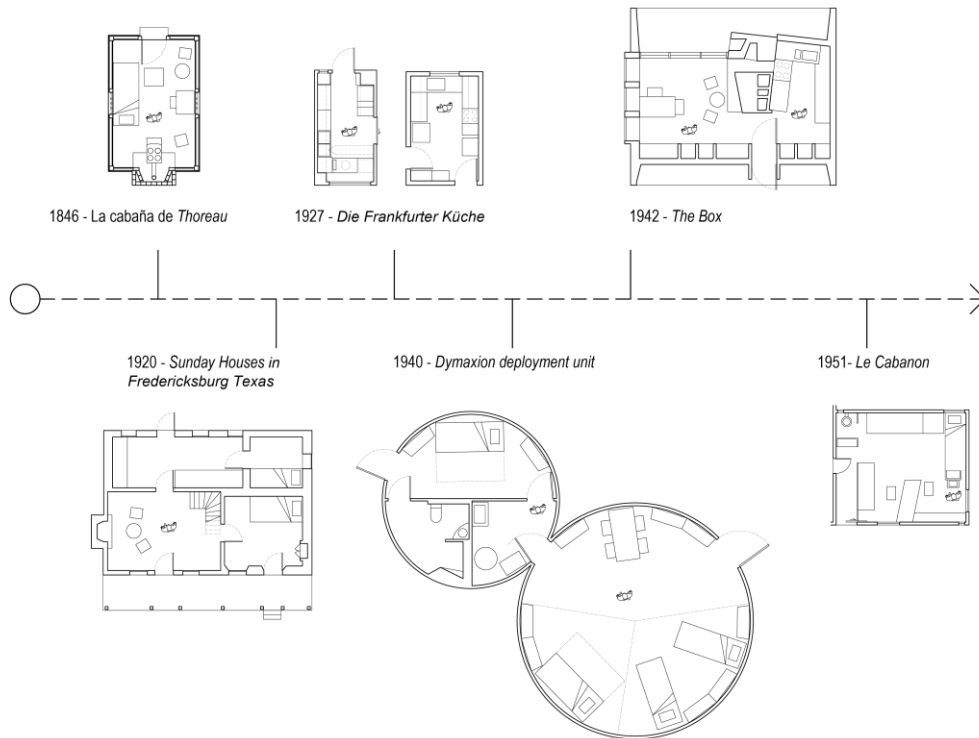 1846 - La cabaña de Thoreau
1927 - Die Frankfurter Küche
1942 - The Box
1920 - Sunday Houses in
Fredericksburg Texas
1940 - Dymaxion deployment unit
1951- Le Cabanon